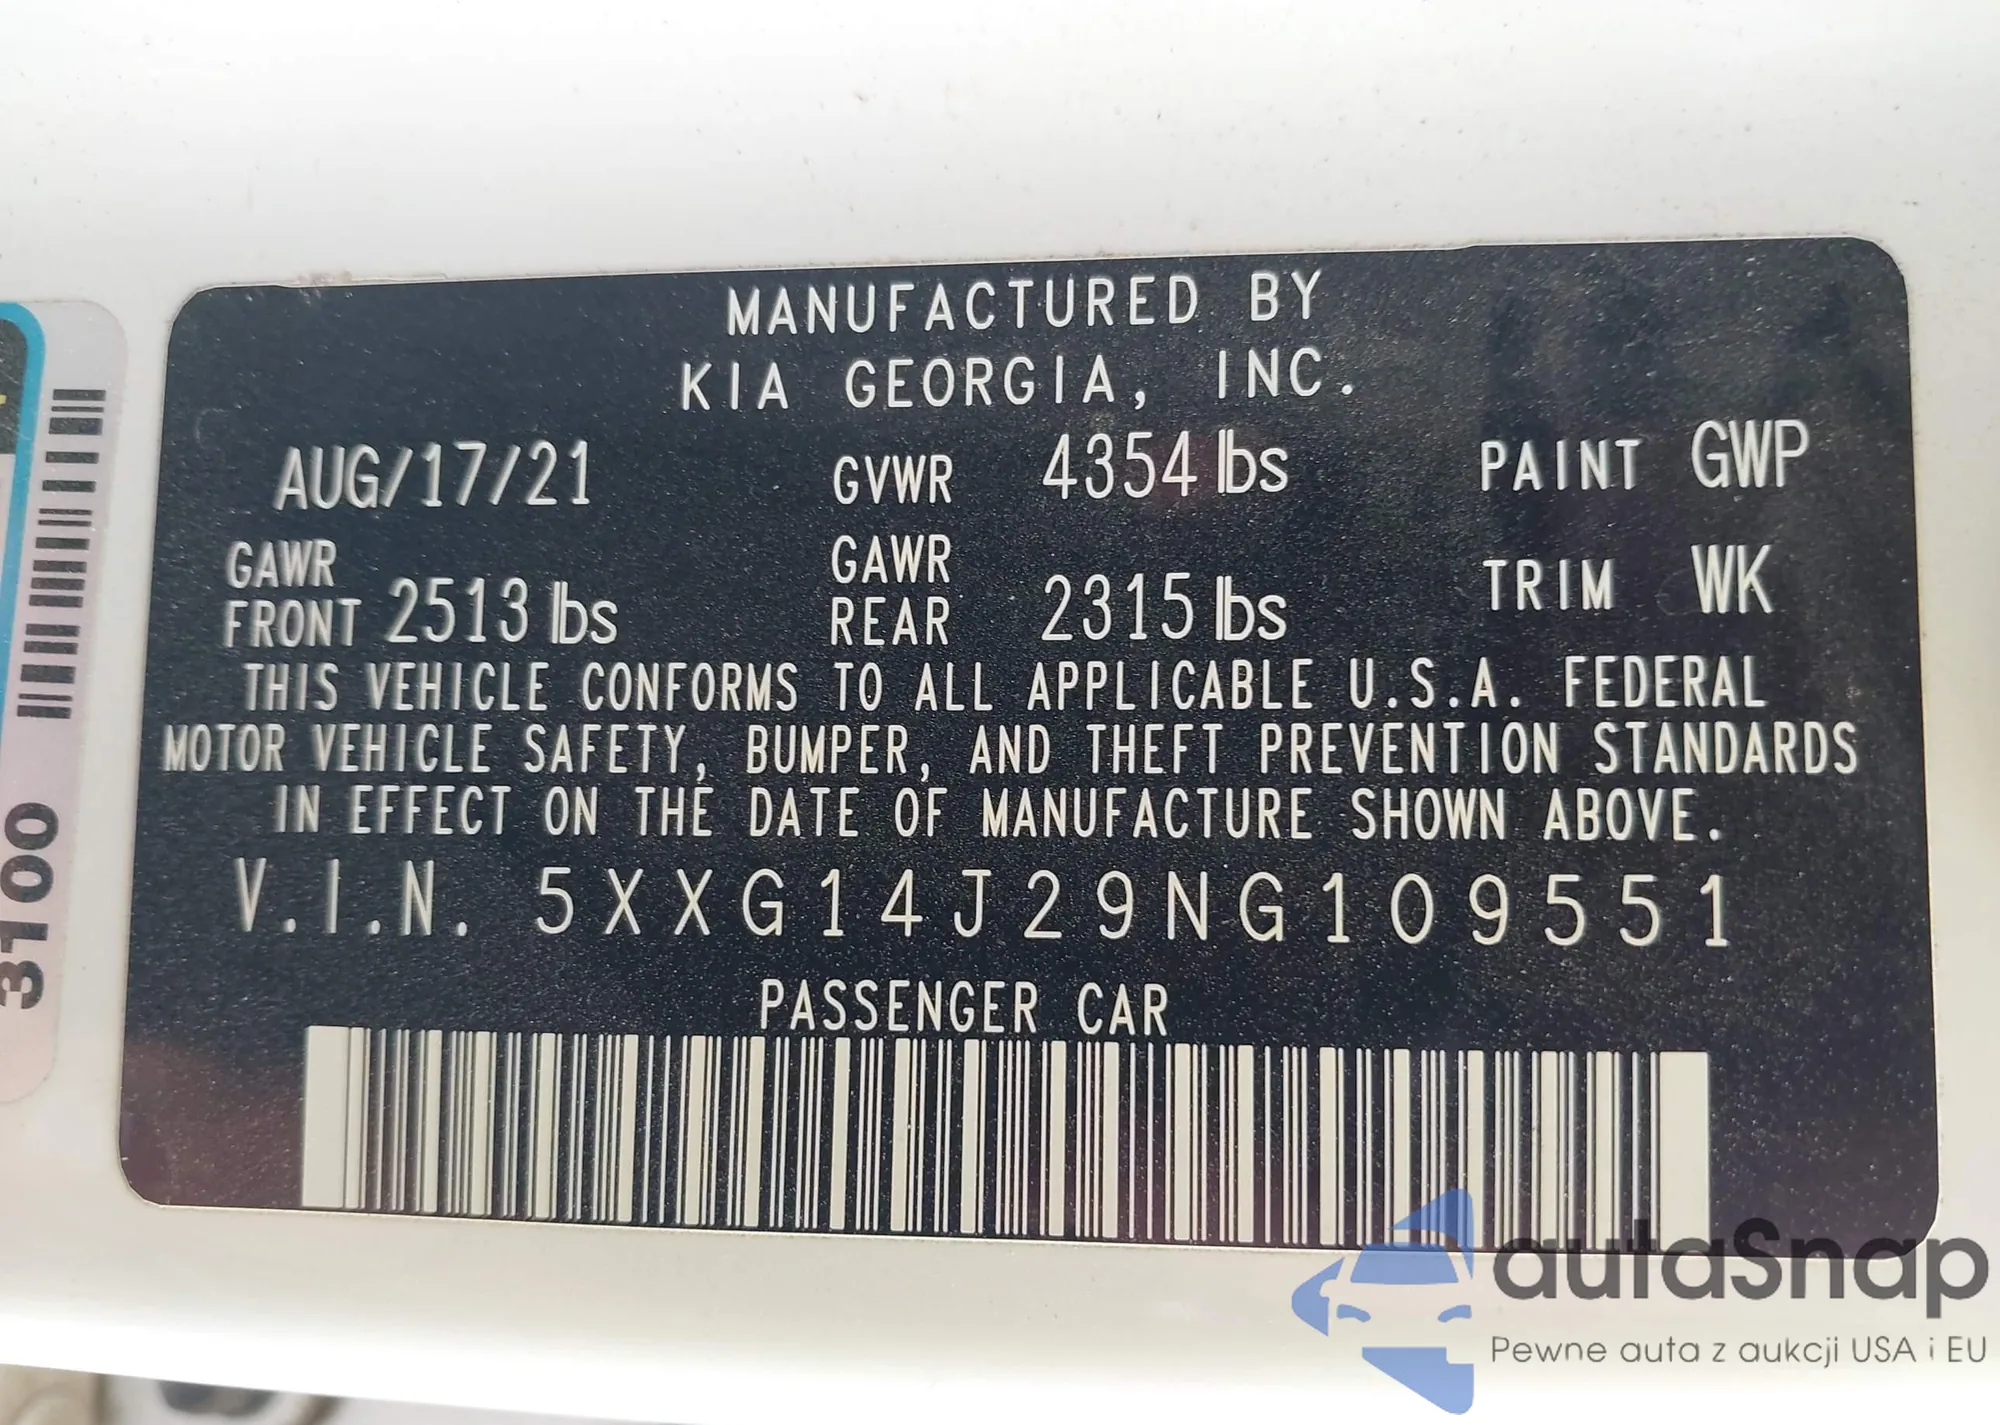 MANUFACTURED BY
KIA GEORGIA, INC.
AUG/17/21 GVWR 4354 lbs PAINT GWP
GAWR FRONT 2513 lbs GAWR REAR 2315 lbs TRIM WK
THIS VEHICLE CONFORMS TO ALL APPLICABLE U.S.A. FEDERAL
MOTOR VEHICLE SAFETY, BUMPER, AND THEFT PREVENTION STANDARDS
IN EFFECT ON THE DATE OF MANUFACTURE SHOWN ABOVE.
V.I.N. 5XXG14J29NG109551
PASSENGER CAR
3100
autaSnap
Pewne auta z aukcji USA i EU